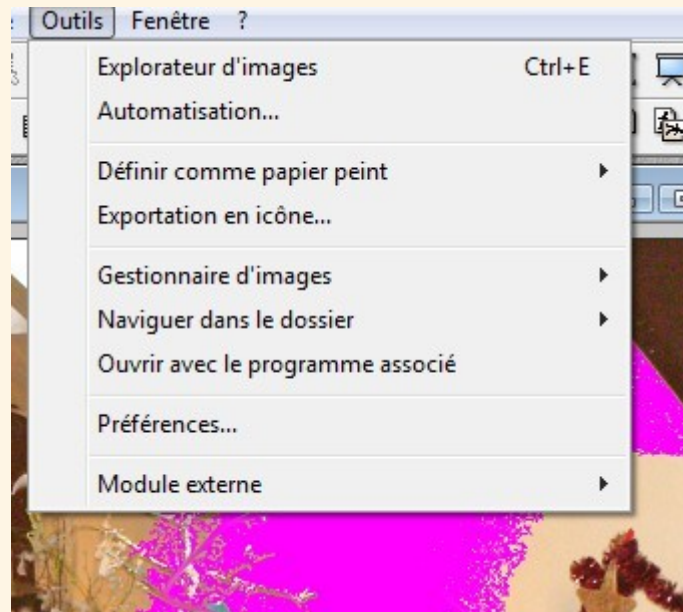 Outils Fenêtre ?
Explorateur d'images Ctrl+E
Automatisation...
Définir comme papier peint
Exportation en icône...
Gestionnaire d'images
Naviguer dans le dossier
Ouvrir avec le programme associé
Préférences...
Module externe